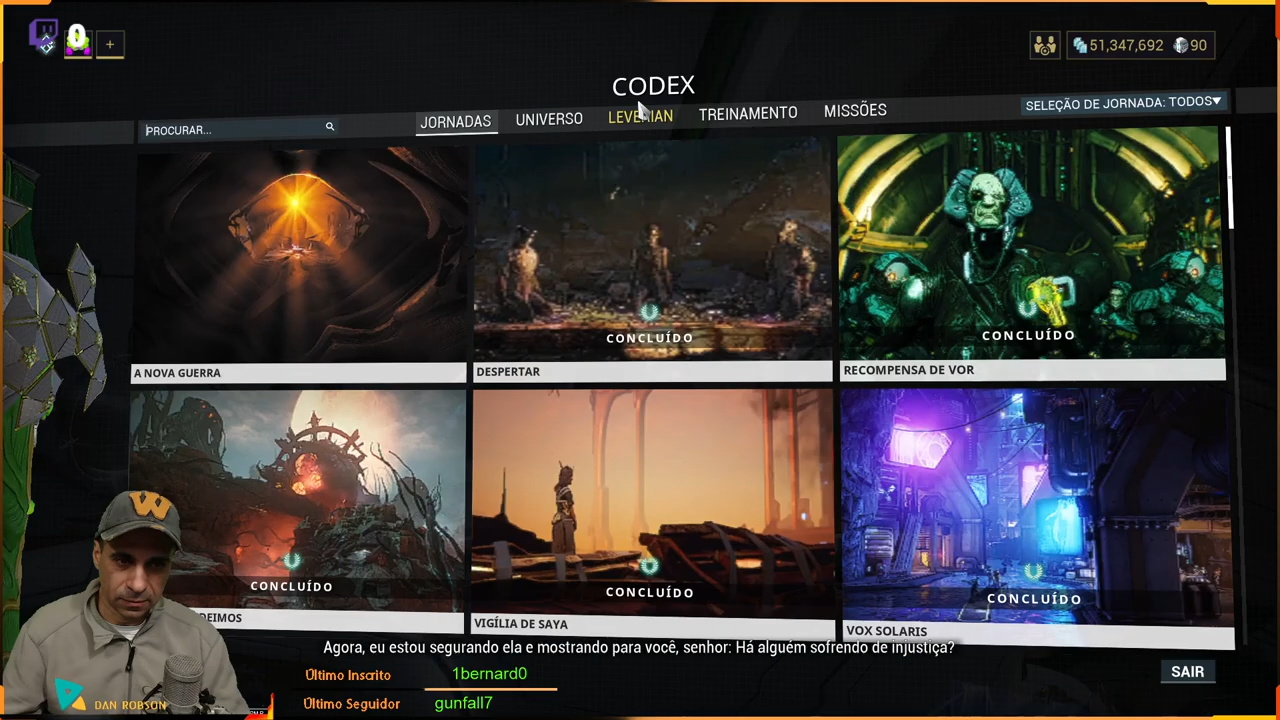 0
+
51,347,692 90
CODEX
PROCURAR...
JORNADAS UNIVERSO LEVERIAN TREINAMENTO MISSÕES
SELEÇÃO DE JORNADA: TODOS
CONCLUÍDO
CONCLUÍDO
A NOVA GUERRA
DESPERTAR
RECOMPENSA DE VOR
CONCLUÍDO
CONCLUÍDO
CONCLUÍDO
DEIMOS
VIGÍLIA DE SAYA
VOX SOLARIS
Agora, eu estou segurando ela e mostrando para você, senhor: Há alguém sofrendo de injustiça?
Último Inscrito 1bernard0
Último Seguidor gunfall7
SAIR
DAN ROBSON
W